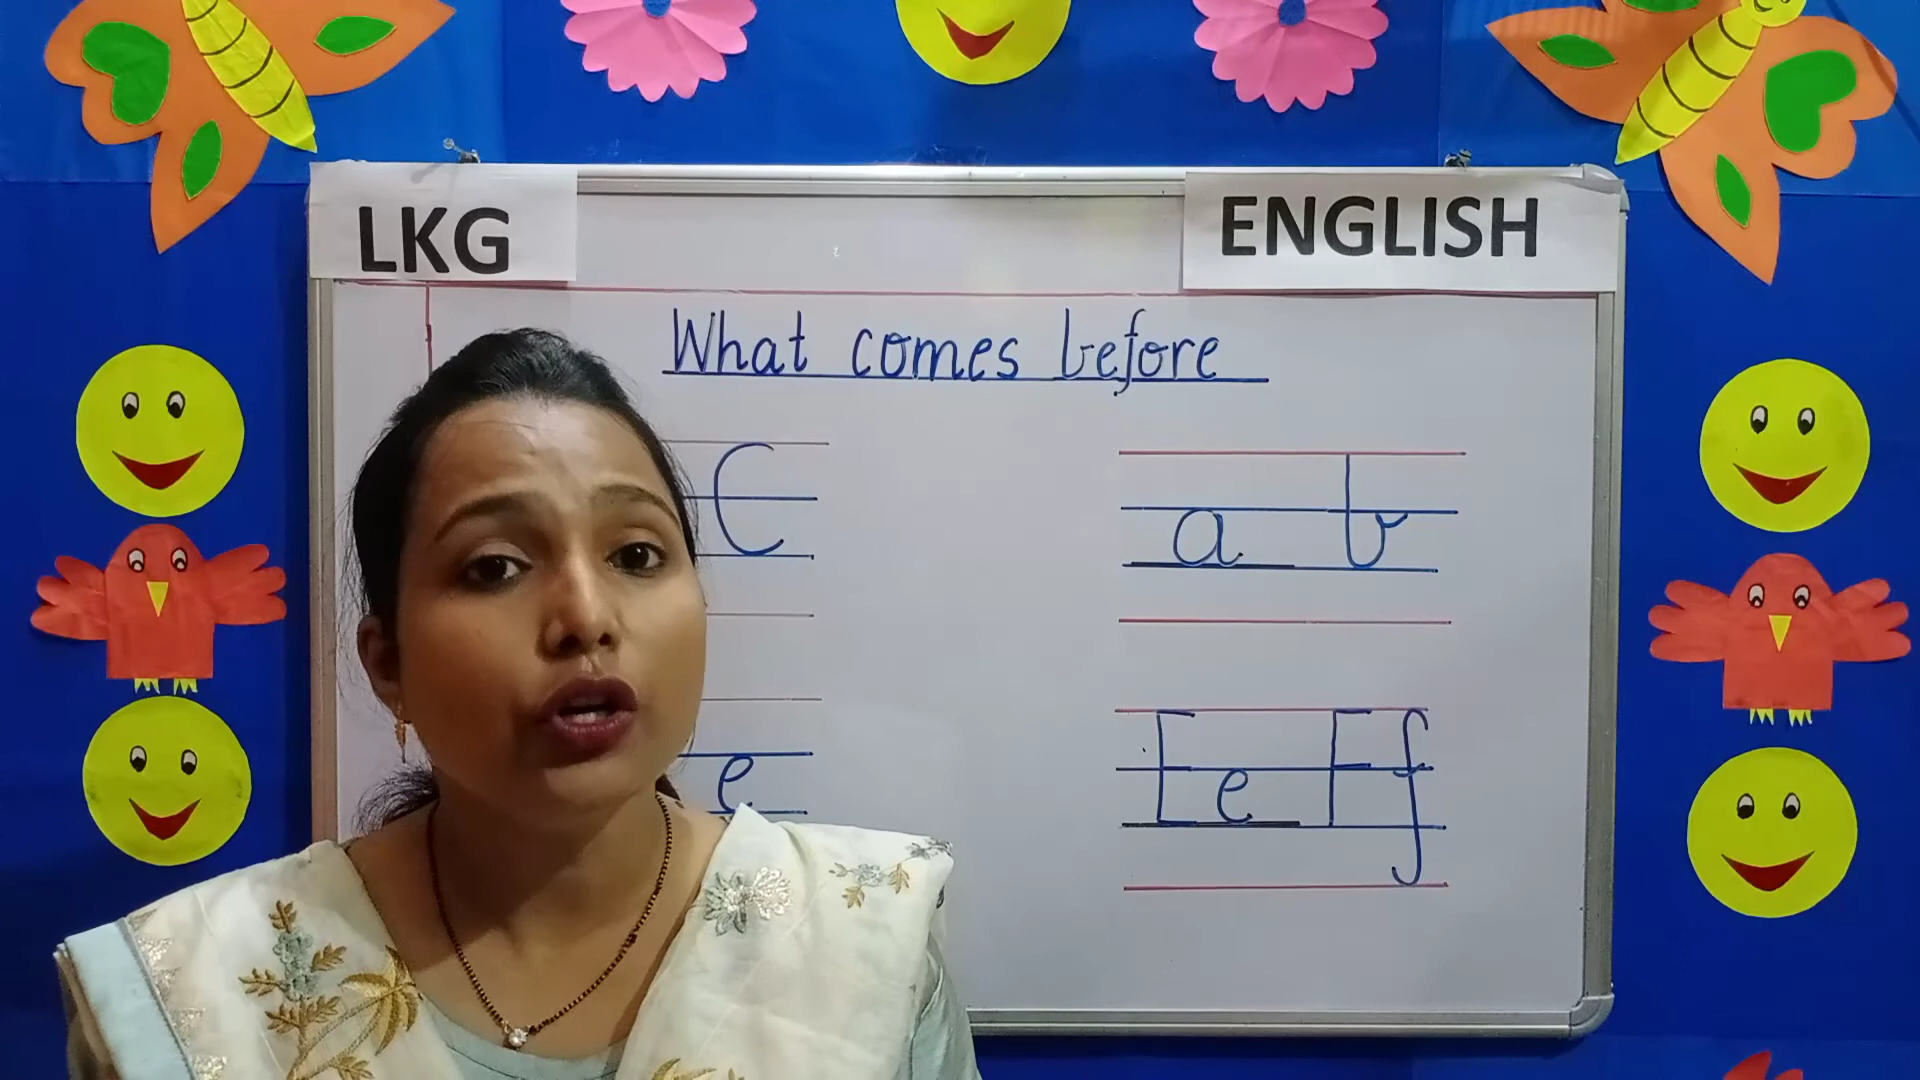 LKG
ENGLISH
What comes before
C
a b
e
E e F f